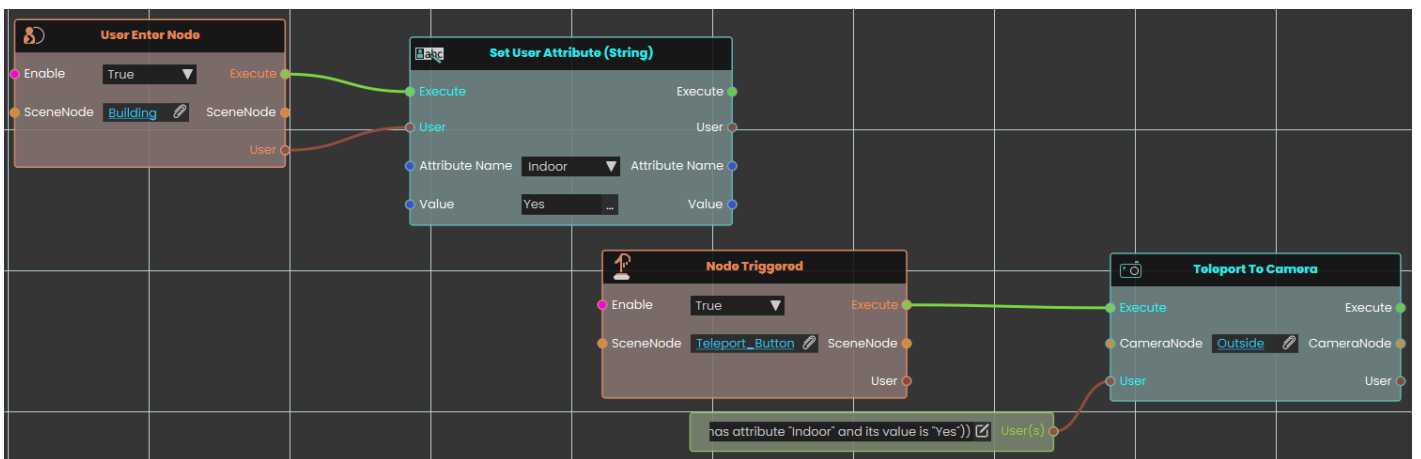 User Enter Node
Enable True Execute
SceneNode Building SceneNode
User
abc Set User Attribute (String)
Execute Execute
User User
Attribute Name Indoor Attribute Name
Value Yes ... Value
Node Triggered
Enable True Execute
SceneNode Teleport_Button SceneNode
User
Teleport To Camera
Execute Execute
CameraNode Outside CameraNode
User User
has attribute "Indoor" and its value is "Yes")) User(s)